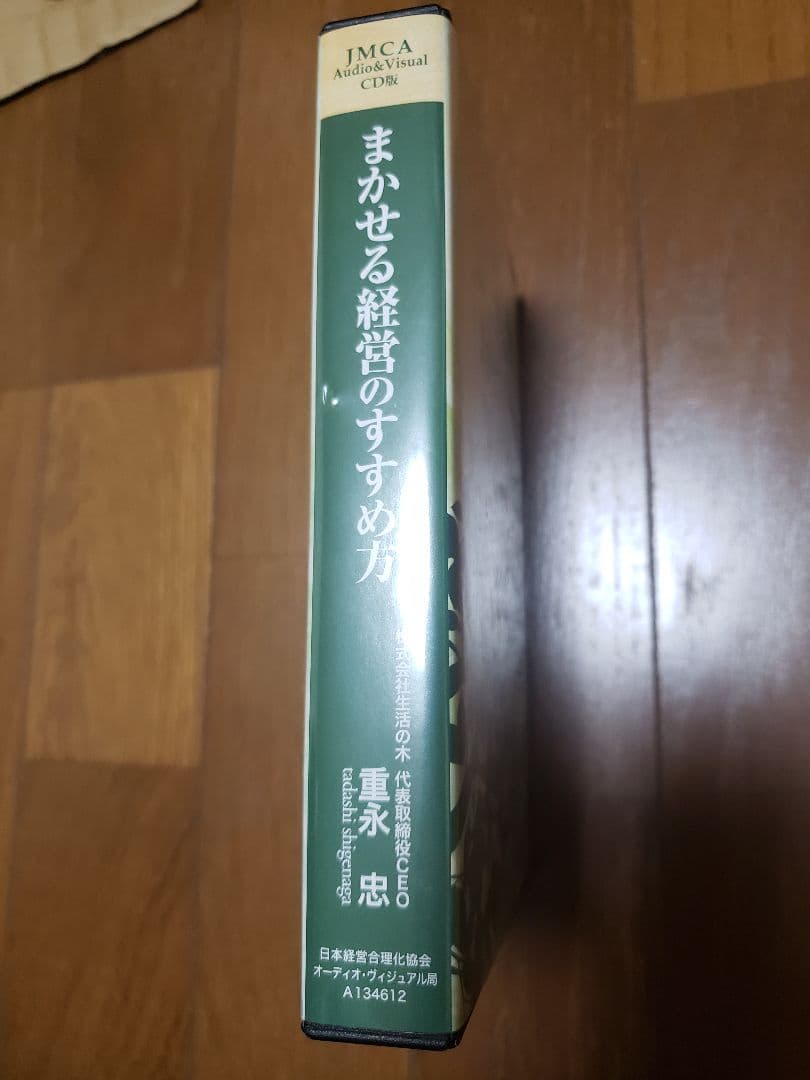 JMCA
Audio&Visual
CD版
まかせる経営のすすめ方
株式会社生活の木 代表取締役CEO
重永 忠
tadashi shigenaga
日本経営合理化協会
オーディオ・ヴィジュアル局
A134612